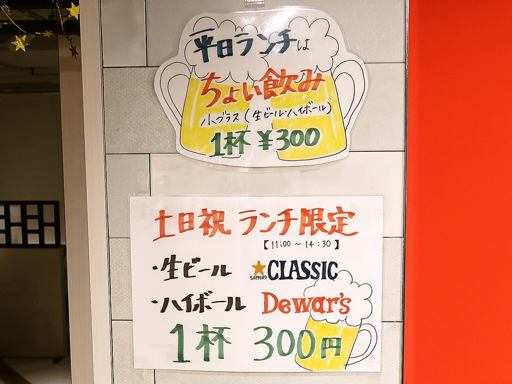 平日ランチは
ちょい飲み
小グラス(生ビール・ハイボール)
1杯 ¥300
土日祝 ランチ限定
【11:00～14:30】
・生ビール ★SAPPORO CLASSIC
・ハイボール Dewar's
1杯 300円